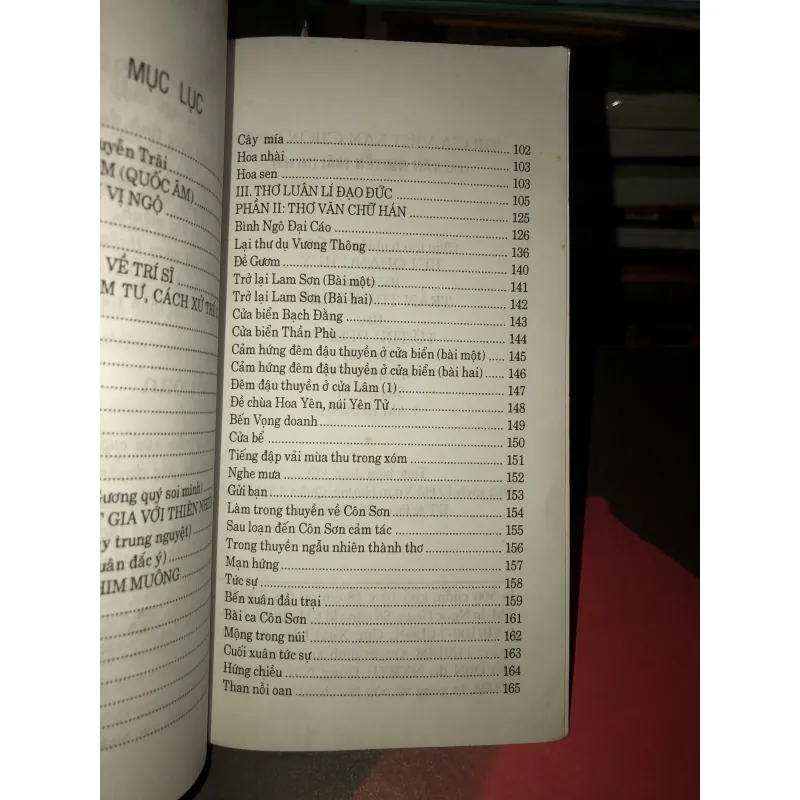 MỤC LỤC
uyễn Trãi
M (QUỐC ÂM)
VỊ NGỘ
VỀ TRÍ SĨ
M TƯ, CÁCH XỬ THẾ
Gương quý soi mình)
GIA VỚI THIÊN NHIÊ
y trung nguyệt)
uân đắc ý)
HIM MUÔNG
Cây mía 102
Hoa nhài 103
Hoa sen 103
III. THƠ LUÂN LÍ ĐẠO ĐỨC 105
PHẦN II: THƠ VĂN CHỮ HÁN 125
Bình Ngô Đại Cáo 126
Lại thư dụ Vương Thông 136
Đề Gươm 140
Trở lại Lam Sơn (Bài một) 141
Trở lại Lam Sơn (Bài hai) 142
Cửa biển Bạch Đằng 143
Cửa biển Thần Phù 144
Cảm hứng đêm đậu thuyền ở cửa biển (bài một) 145
Cảm hứng đêm đậu thuyền ở cửa biển (bài hai) 146
Đêm đậu thuyền ở cửa Lâm (1) 147
Đề chùa Hoa Yên, núi Yên Tử 148
Bến Vọng doanh 149
Cửa bể 150
Tiếng đập vải mùa thu trong xóm 151
Nghe mưa 152
Gửi bạn 153
Làm trong thuyền về Côn Sơn 154
Sau loạn đến Côn Sơn cảm tác 155
Trong thuyền ngẫu nhiên thành thơ 156
Mạn hứng 157
Tức sự 158
Bến xuân đầu trại 159
Bài ca Côn Sơn 161
Mộng trong núi 162
Cuối xuân tức sự 163
Hứng chiều 164
Than nỗi oan 165